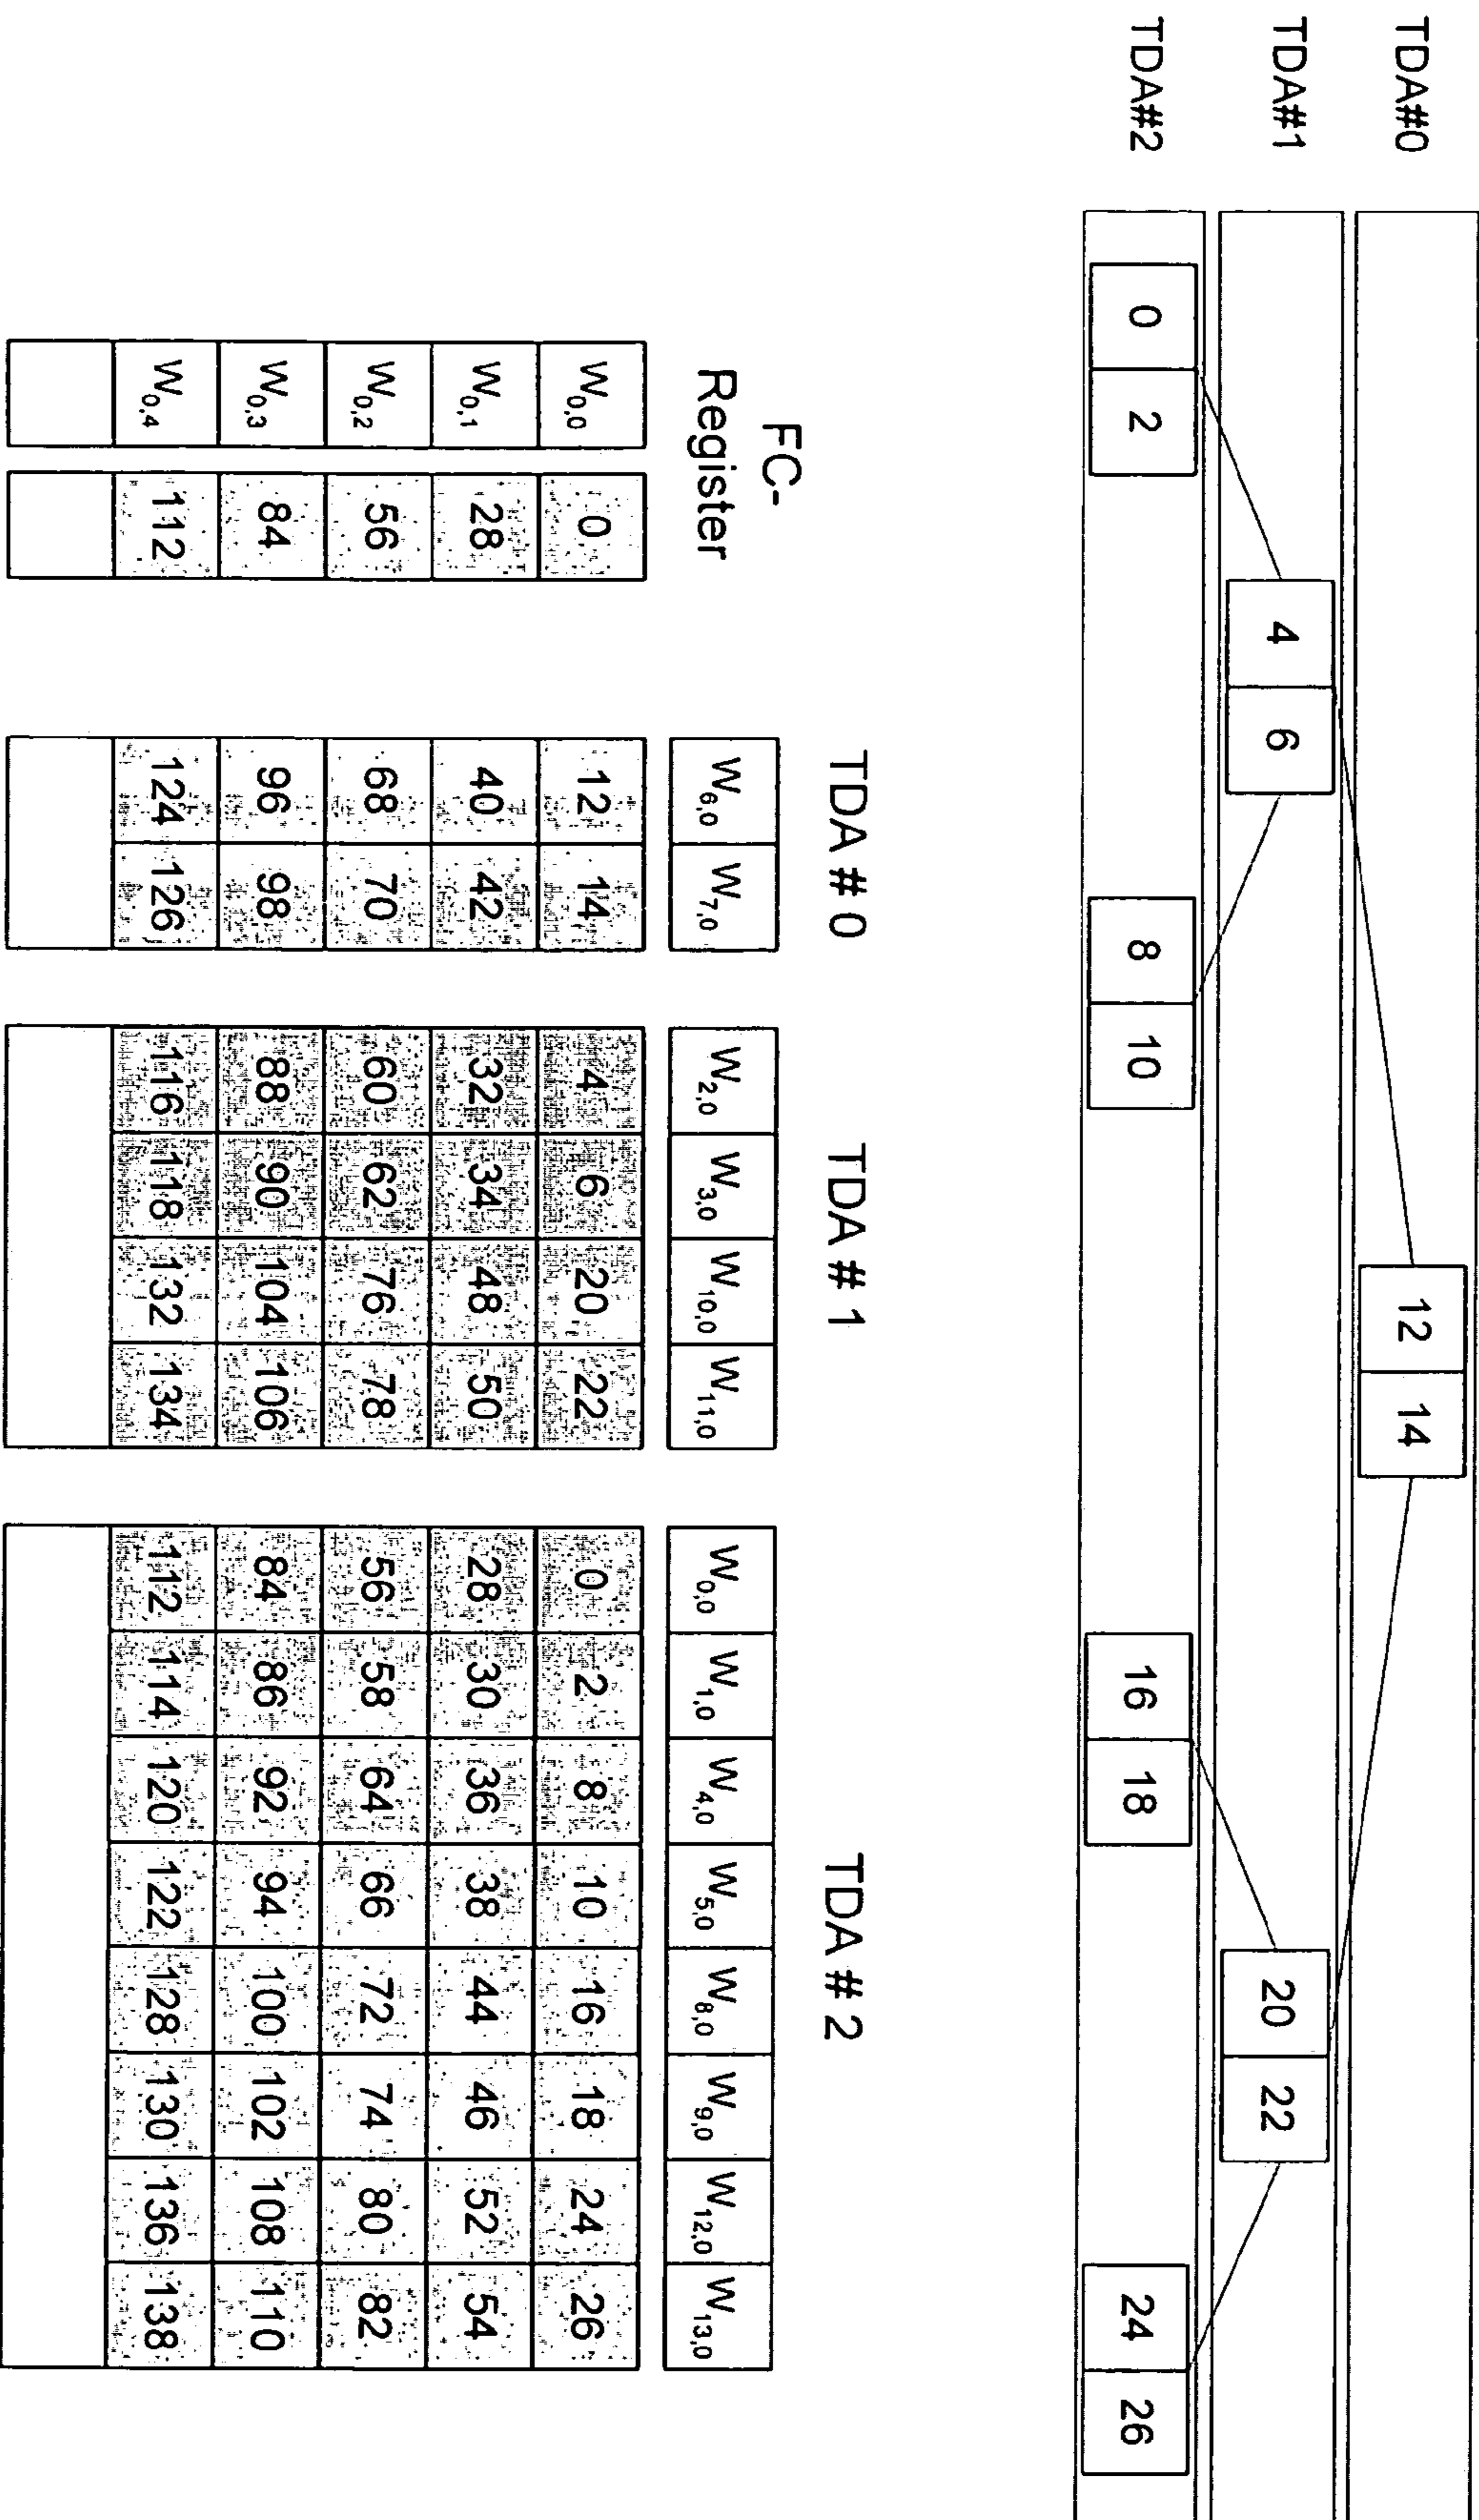 TDA#0
12 14
TDA#1
4 6 20 22
TDA#2
0 2 8 10 16 18 24 26
FC-
Register
W0,0 0
W0,1 28
W0,2 56
W0,3 84
W0,4 112
TDA # 0
W6,0 W7,0
12 14
40 42
68 70
96 98
124 126
TDA # 1
W2,0 W3,0 W10,0 W11,0
4 6 20 22
32 34 48 50
60 62 76 78
88 90 104 106
116 118 132 134
TDA # 2
W0,0 W1,0 W4,0 W5,0 W8,0 W9,0 W12,0 W13,0
0 2 8 10 16 18 24 26
28 30 36 38 44 46 52 54
56 58 64 66 72 74 80 82
84 86 92 94 100 102 108 110
112 114 120 122 128 130 136 138